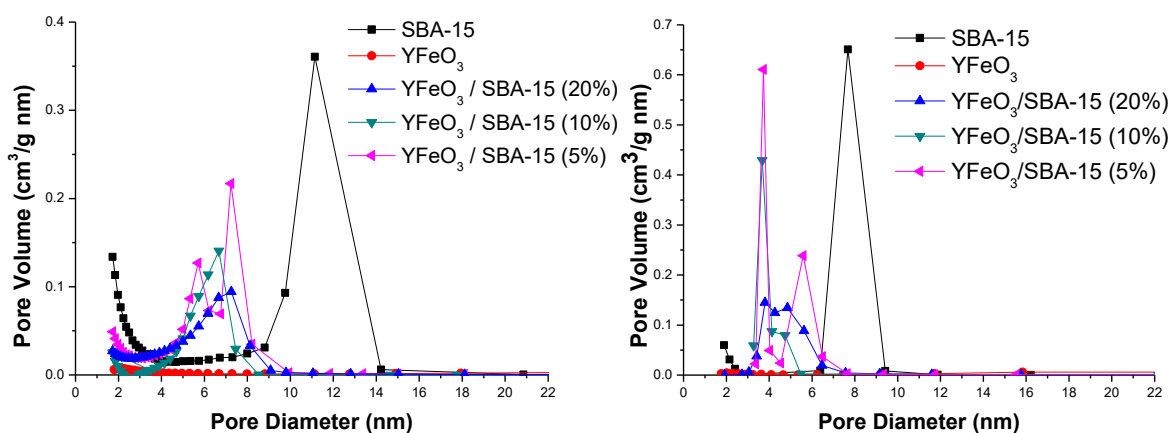 0.4
0.3
0.2
0.1
0.0
Pore Volume (cm³/g nm)
SBA-15
YFeO₃
YFeO₃ / SBA-15 (20%)
YFeO₃ / SBA-15 (10%)
YFeO₃ / SBA-15 (5%)
0 2 4 6 8 10 12 14 16 18 20 22
Pore Diameter (nm)
0.7
0.6
0.5
0.4
0.3
0.2
0.1
0.0
Pore Volume (cm³/g nm)
SBA-15
YFeO₃
YFeO₃/SBA-15 (20%)
YFeO₃/SBA-15 (10%)
YFeO₃/SBA-15 (5%)
0 2 4 6 8 10 12 14 16 18 20 22
Pore Diameter (nm)